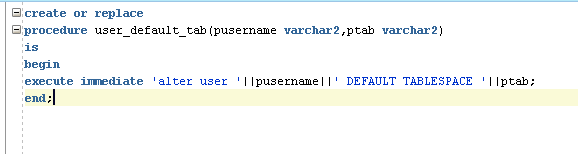 create or replace
procedure user_default_tab(pusername varchar2,ptab varchar2)
is
begin
execute immediate 'alter user '||pusername||' DEFAULT TABLESPACE '||ptab;
end;